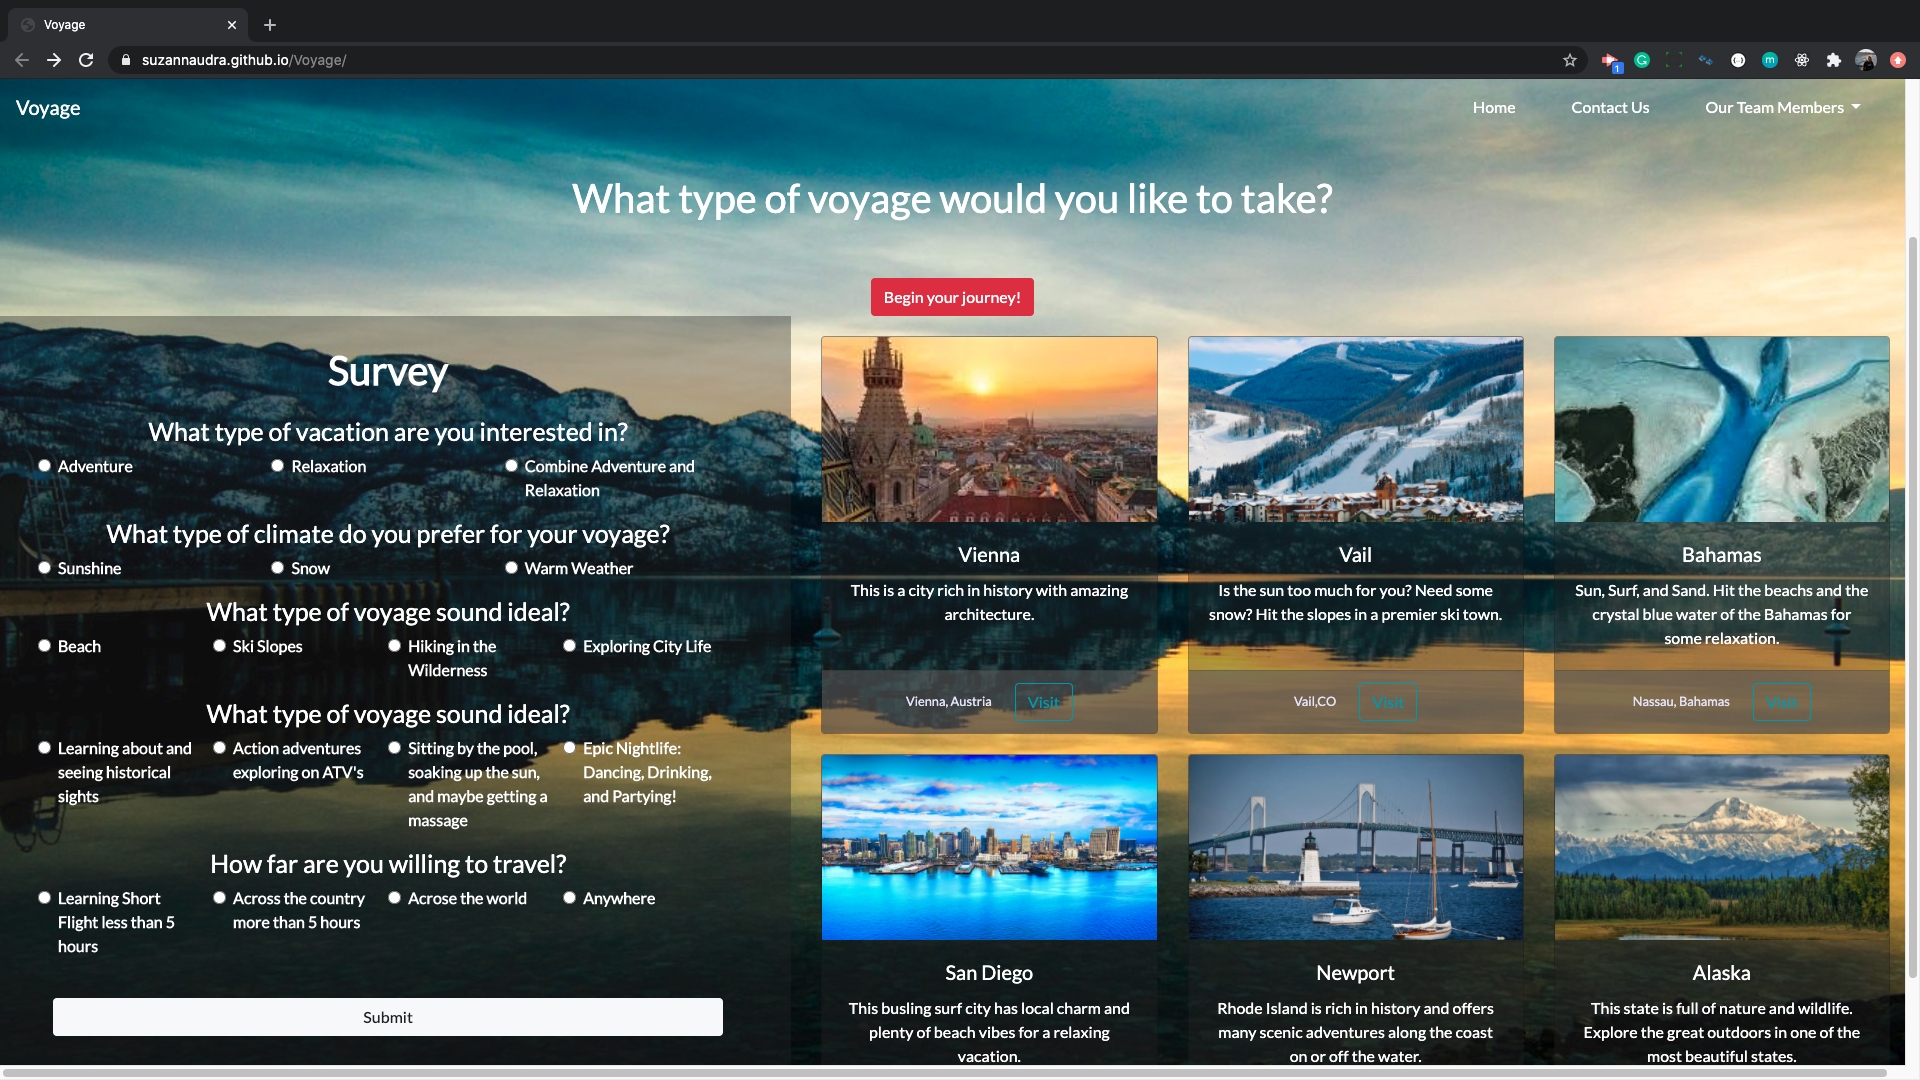 Voyage
suzannaudra.github.io/Voyage/
1
Voyage
Home
Contact Us
Our Team Members
What type of voyage would you like to take?
Begin your journey!
Survey
What type of vacation are you interested in?
Adventure
Relaxation
Combine Adventure and
Relaxation
What type of climate do you prefer for your voyage?
Sunshine
Snow
Warm Weather
What type of voyage sound ideal?
Beach
Ski Slopes
Hiking in the
Wilderness
Exploring City Life
What type of voyage sound ideal?
Learning about and
seeing historical
sights
Action adventures
exploring on ATV's
Sitting by the pool,
soaking up the sun,
and maybe getting a
massage
Epic Nightlife:
Dancing, Drinking,
and Partying!
How far are you willing to travel?
Learning Short
Flight less than 5
hours
Across the country
more than 5 hours
Acrose the world
Anywhere
Submit
Vienna
This is a city rich in history with amazing
architecture.
Vienna, Austria
Visit
Vail
Is the sun too much for you? Need some
snow? Hit the slopes in a premier ski town.
Vail,CO
Visit
Bahamas
Sun, Surf, and Sand. Hit the beachs and the
crystal blue water of the Bahamas for
some relaxation.
Nassau, Bahamas
Visit
San Diego
This busling surf city has local charm and
plenty of beach vibes for a relaxing
vacation.
Newport
Rhode Island is rich in history and offers
many scenic adventures along the coast
on or off the water.
Alaska
This state is full of nature and wildlife.
Explore the great outdoors in one of the
most beautiful states.